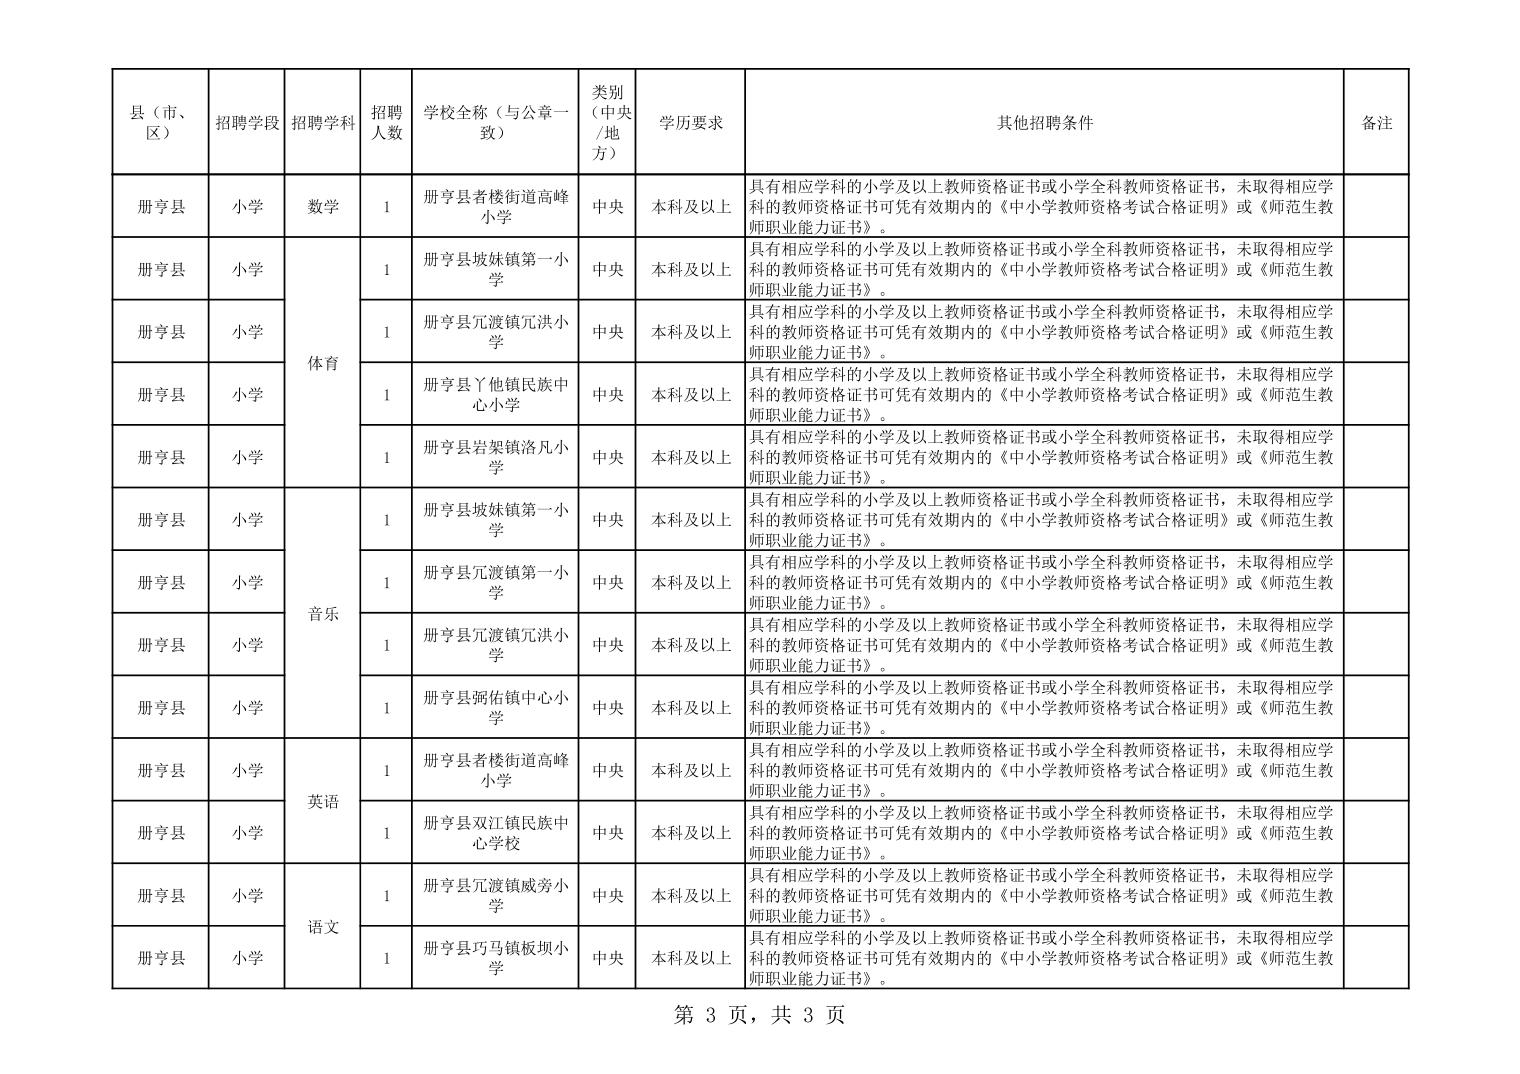 县（市、区） 招聘学段 招聘学科 招聘人数 学校全称（与公章一致） 类别（中央/地方） 学历要求 其他招聘条件 备注
册亨县 小学 数学 1 册亨县者楼街道高峰小学 中央 本科及以上 具有相应学科的小学及以上教师资格证书或小学全科教师资格证书，未取得相应学科的教师资格证书可凭有效期内的《中小学教师资格考试合格证明》或《师范生教师职业能力证书》。
册亨县 小学 体育 1 册亨县坡妹镇第一小学 中央 本科及以上 具有相应学科的小学及以上教师资格证书或小学全科教师资格证书，未取得相应学科的教师资格证书可凭有效期内的《中小学教师资格考试合格证明》或《师范生教师职业能力证书》。
册亨县 小学 1 册亨县冗渡镇冗洪小学 中央 本科及以上 具有相应学科的小学及以上教师资格证书或小学全科教师资格证书，未取得相应学科的教师资格证书可凭有效期内的《中小学教师资格考试合格证明》或《师范生教师职业能力证书》。
册亨县 小学 1 册亨县丫他镇民族中心小学 中央 本科及以上 具有相应学科的小学及以上教师资格证书或小学全科教师资格证书，未取得相应学科的教师资格证书可凭有效期内的《中小学教师资格考试合格证明》或《师范生教师职业能力证书》。
册亨县 小学 1 册亨县岩架镇洛凡小学 中央 本科及以上 具有相应学科的小学及以上教师资格证书或小学全科教师资格证书，未取得相应学科的教师资格证书可凭有效期内的《中小学教师资格考试合格证明》或《师范生教师职业能力证书》。
册亨县 小学 音乐 1 册亨县坡妹镇第一小学 中央 本科及以上 具有相应学科的小学及以上教师资格证书或小学全科教师资格证书，未取得相应学科的教师资格证书可凭有效期内的《中小学教师资格考试合格证明》或《师范生教师职业能力证书》。
册亨县 小学 1 册亨县冗渡镇第一小学 中央 本科及以上 具有相应学科的小学及以上教师资格证书或小学全科教师资格证书，未取得相应学科的教师资格证书可凭有效期内的《中小学教师资格考试合格证明》或《师范生教师职业能力证书》。
册亨县 小学 1 册亨县冗渡镇冗洪小学 中央 本科及以上 具有相应学科的小学及以上教师资格证书或小学全科教师资格证书，未取得相应学科的教师资格证书可凭有效期内的《中小学教师资格考试合格证明》或《师范生教师职业能力证书》。
册亨县 小学 1 册亨县弼佑镇中心小学 中央 本科及以上 具有相应学科的小学及以上教师资格证书或小学全科教师资格证书，未取得相应学科的教师资格证书可凭有效期内的《中小学教师资格考试合格证明》或《师范生教师职业能力证书》。
册亨县 小学 英语 1 册亨县者楼街道高峰小学 中央 本科及以上 具有相应学科的小学及以上教师资格证书或小学全科教师资格证书，未取得相应学科的教师资格证书可凭有效期内的《中小学教师资格考试合格证明》或《师范生教师职业能力证书》。
册亨县 小学 1 册亨县双江镇民族中心学校 中央 本科及以上 具有相应学科的小学及以上教师资格证书或小学全科教师资格证书，未取得相应学科的教师资格证书可凭有效期内的《中小学教师资格考试合格证明》或《师范生教师职业能力证书》。
册亨县 小学 语文 1 册亨县冗渡镇威旁小学 中央 本科及以上 具有相应学科的小学及以上教师资格证书或小学全科教师资格证书，未取得相应学科的教师资格证书可凭有效期内的《中小学教师资格考试合格证明》或《师范生教师职业能力证书》。
册亨县 小学 1 册亨县巧马镇板坝小学 中央 本科及以上 具有相应学科的小学及以上教师资格证书或小学全科教师资格证书，未取得相应学科的教师资格证书可凭有效期内的《中小学教师资格考试合格证明》或《师范生教师职业能力证书》。
第 3 页，共 3 页